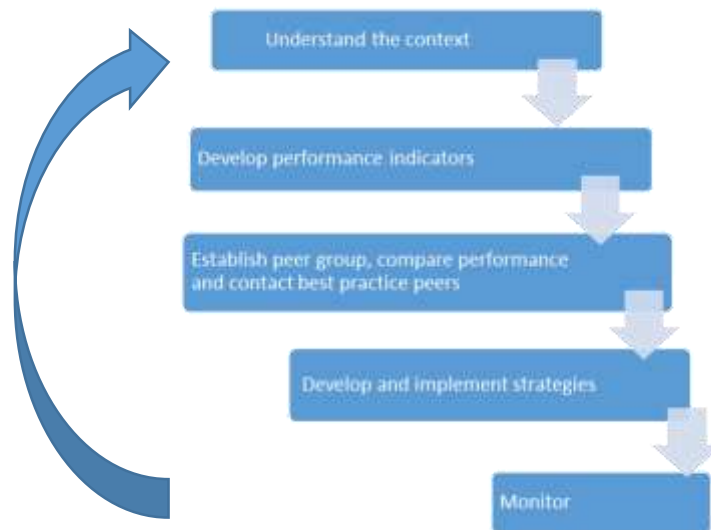 Understand the context
Develop performance indicators
Establish peer group, compare performance
and contact best practice peers
Develop and implement strategies
Monitor